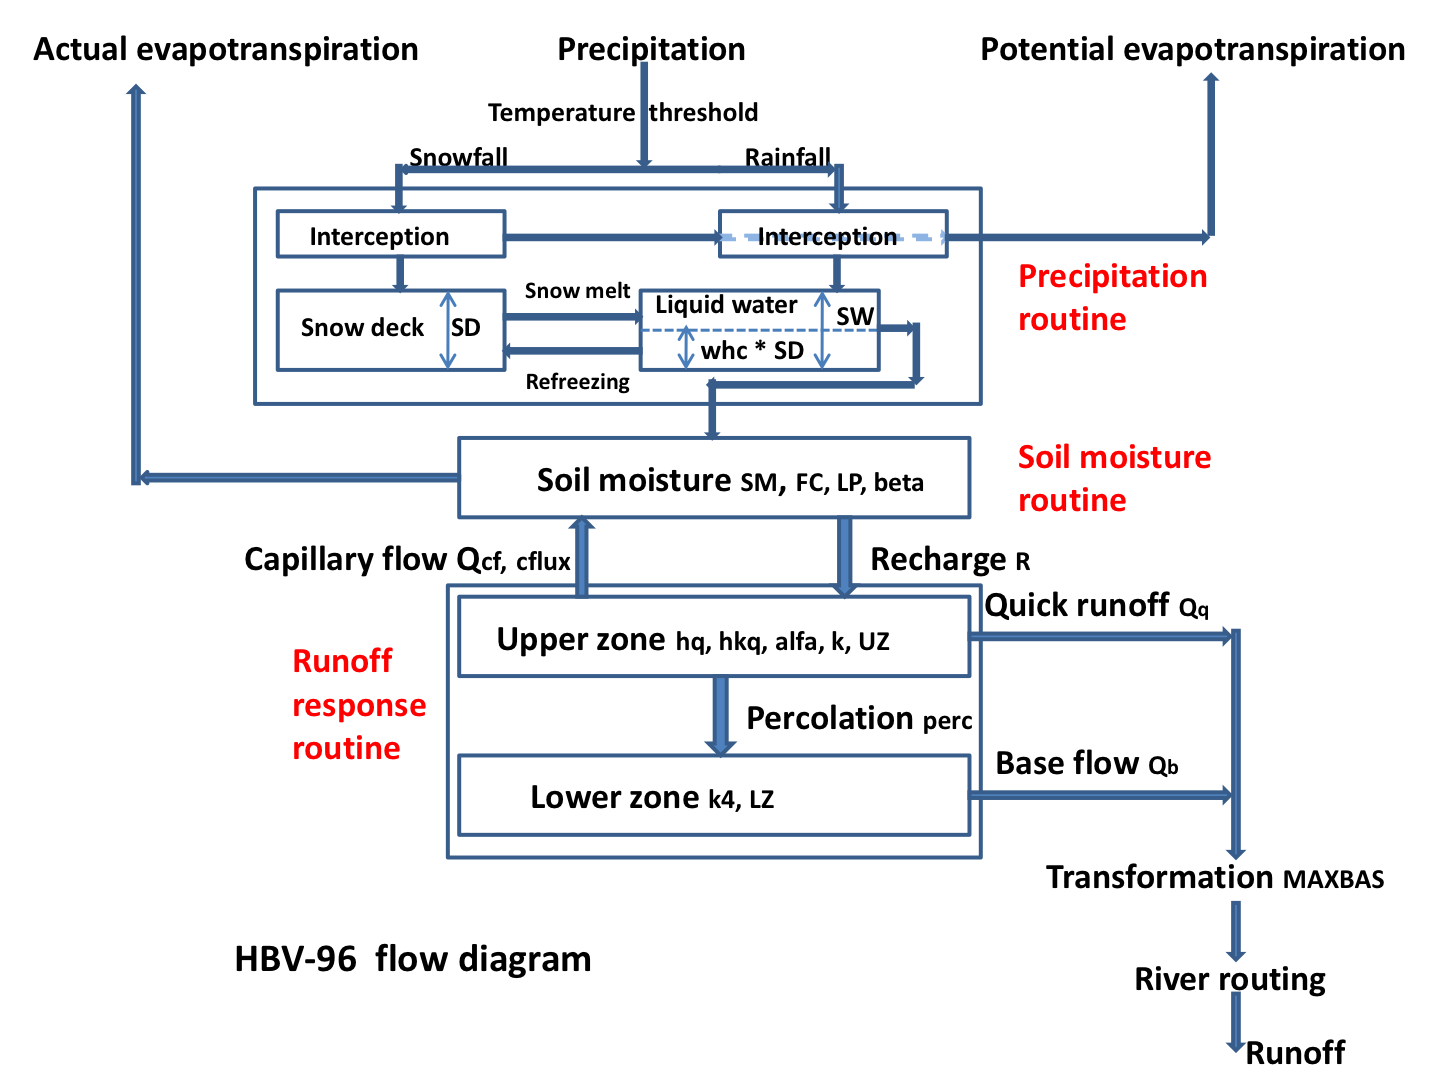 Actual evapotranspiration
Precipitation
Potential evapotranspiration
Temperature threshold
Snowfall
Rainfall
Interception
Interception
Precipitation
routine
Snow melt
Liquid water
Snow deck
SD
SW
whc * SD
Refreezing
Soil moisture SM, FC, LP, beta
Soil moisture
routine
Capillary flow Qcf, cflux
Recharge R
Quick runoff Qq
Upper zone hq, hkq, alfa, k, UZ
Runoff
response
routine
Percolation perc
Base flow Qb
Lower zone k4, LZ
Transformation MAXBAS
HBV-96 flow diagram
River routing
Runoff